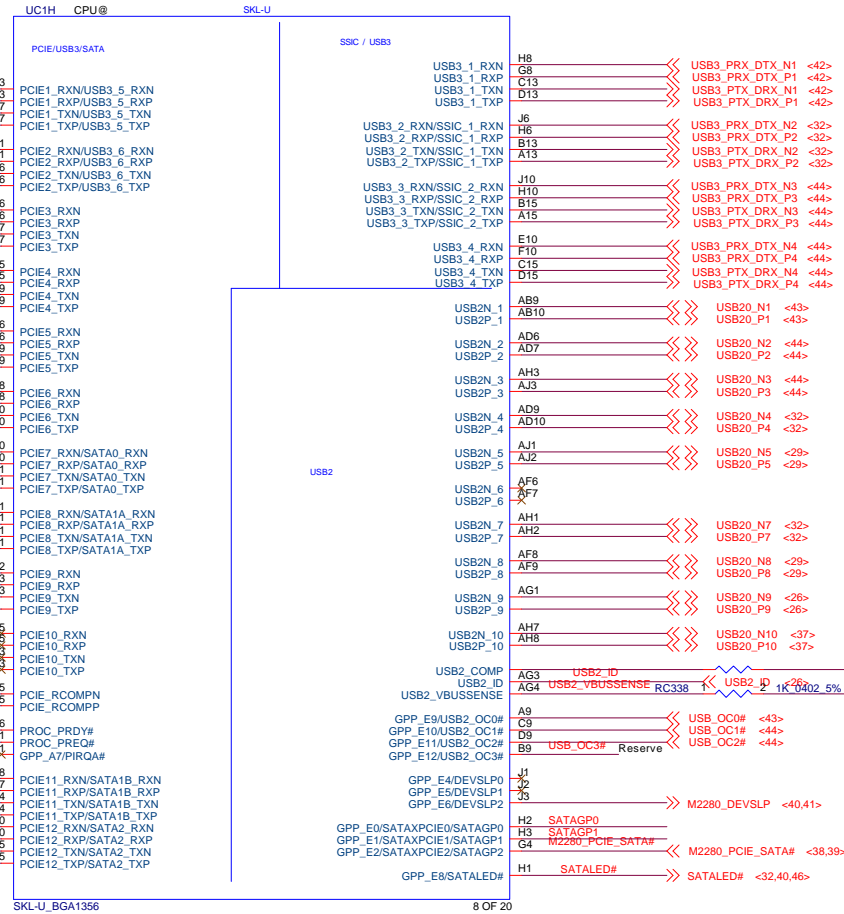 UC1H CPU@ SKL-U
PCIE/USB3/SATA
SSIC / USB3
PCIE1_RXN/USB3_5_RXN
PCIE1_RXP/USB3_5_RXP
PCIE1_TXN/USB3_5_TXN
PCIE1_TXP/USB3_5_TXP
PCIE2_RXN/USB3_6_RXN
PCIE2_RXP/USB3_6_RXP
PCIE2_TXN/USB3_6_TXN
PCIE2_TXP/USB3_6_TXP
PCIE3_RXN
PCIE3_RXP
PCIE3_TXN
PCIE3_TXP
PCIE4_RXN
PCIE4_RXP
PCIE4_TXN
PCIE4_TXP
PCIE5_RXN
PCIE5_RXP
PCIE5_TXN
PCIE5_TXP
PCIE6_RXN
PCIE6_RXP
PCIE6_TXN
PCIE6_TXP
PCIE7_RXN/SATA0_RXN
PCIE7_RXP/SATA0_RXP
PCIE7_TXN/SATA0_TXN
PCIE7_TXP/SATA0_TXP
PCIE8_RXN/SATA1A_RXN
PCIE8_RXP/SATA1A_RXP
PCIE8_TXN/SATA1A_TXN
PCIE8_TXP/SATA1A_TXP
PCIE9_RXN
PCIE9_RXP
PCIE9_TXN
PCIE9_TXP
PCIE10_RXN
PCIE10_RXP
PCIE10_TXN
PCIE10_TXP
PCIE_RCOMPN
PCIE_RCOMPP
PROC_PRDY#
PROC_PREQ#
GPP_A7/PIRQA#
PCIE11_RXN/SATA1B_RXN
PCIE11_RXP/SATA1B_RXP
PCIE11_TXN/SATA1B_TXN
PCIE11_TXP/SATA1B_TXP
PCIE12_RXN/SATA2_RXN
PCIE12_RXP/SATA2_RXP
PCIE12_TXN/SATA2_TXN
PCIE12_TXP/SATA2_TXP
USB3_1_RXN H8 USB3_PRX_DTX_N1 <42>
USB3_1_RXP G8 USB3_PRX_DTX_P1 <42>
USB3_1_TXN C13 USB3_PTX_DRX_N1 <42>
USB3_1_TXP D13 USB3_PTX_DRX_P1 <42>
USB3_2_RXN/SSIC_1_RXN J6 USB3_PRX_DTX_N2 <32>
USB3_2_RXP/SSIC_1_RXP H6 USB3_PRX_DTX_P2 <32>
USB3_2_TXN/SSIC_1_TXN B13 USB3_PTX_DRX_N2 <32>
USB3_2_TXP/SSIC_1_TXP A13 USB3_PTX_DRX_P2 <32>
USB3_3_RXN/SSIC_2_RXN J10 USB3_PRX_DTX_N3 <44>
USB3_3_RXP/SSIC_2_RXP H10 USB3_PRX_DTX_P3 <44>
USB3_3_TXN/SSIC_2_TXN B15 USB3_PTX_DRX_N3 <44>
USB3_3_TXP/SSIC_2_TXP A15 USB3_PTX_DRX_P3 <44>
USB3_4_RXN E10 USB3_PRX_DTX_N4 <44>
USB3_4_RXP F10 USB3_PRX_DTX_P4 <44>
USB3_4_TXN C15 USB3_PTX_DRX_N4 <44>
USB3_4_TXP D15 USB3_PTX_DRX_P4 <44>
USB2
USB2N_1 AB9 USB20_N1 <43>
USB2P_1 AB10 USB20_P1 <43>
USB2N_2 AD6 USB20_N2 <44>
USB2P_2 AD7 USB20_P2 <44>
USB2N_3 AH3 USB20_N3 <44>
USB2P_3 AJ3 USB20_P3 <44>
USB2N_4 AD9 USB20_N4 <32>
USB2P_4 AD10 USB20_P4 <32>
USB2N_5 AJ1 USB20_N5 <29>
USB2P_5 AJ2 USB20_P5 <29>
USB2N_6 AF6
USB2P_6 AF7
USB2N_7 AH1 USB20_N7 <32>
USB2P_7 AH2 USB20_P7 <32>
USB2N_8 AF8 USB20_N8 <29>
USB2P_8 AF9 USB20_P8 <29>
USB2N_9 AG1 USB20_N9 <26>
USB2P_9 USB20_P9 <26>
USB2N_10 AH7 USB20_N10 <37>
USB2P_10 AH8 USB20_P10 <37>
USB2_COMP
USB2_ID AG3 USB2_ID USB2_ID <26>
USB2_VBUSSENSE AG4 USB2_VBUSSENSE RC338 1 2 1K_0402_5%
GPP_E9/USB2_OC0# A9 USB_OC0# <43>
GPP_E10/USB2_OC1# C9 USB_OC1# <44>
GPP_E11/USB2_OC2# D9 USB_OC2# <44>
GPP_E12/USB2_OC3# B9 USB_OC3# Reserve
GPP_E4/DEVSLP0 J1
GPP_E5/DEVSLP1 J2
GPP_E6/DEVSLP2 J3 M2280_DEVSLP <40,41>
GPP_E0/SATAXPCIE0/SATAGP0 H2 SATAGP0
GPP_E1/SATAXPCIE1/SATAGP1 H3 SATAGP1
GPP_E2/SATAXPCIE2/SATAGP2 G4 M2280_PCIE_SATA# M2280_PCIE_SATA# <38,39>
GPP_E8/SATALED# H1 SATALED# SATALED# <32,40,46>
SKL-U_BGA1356 8 OF 20